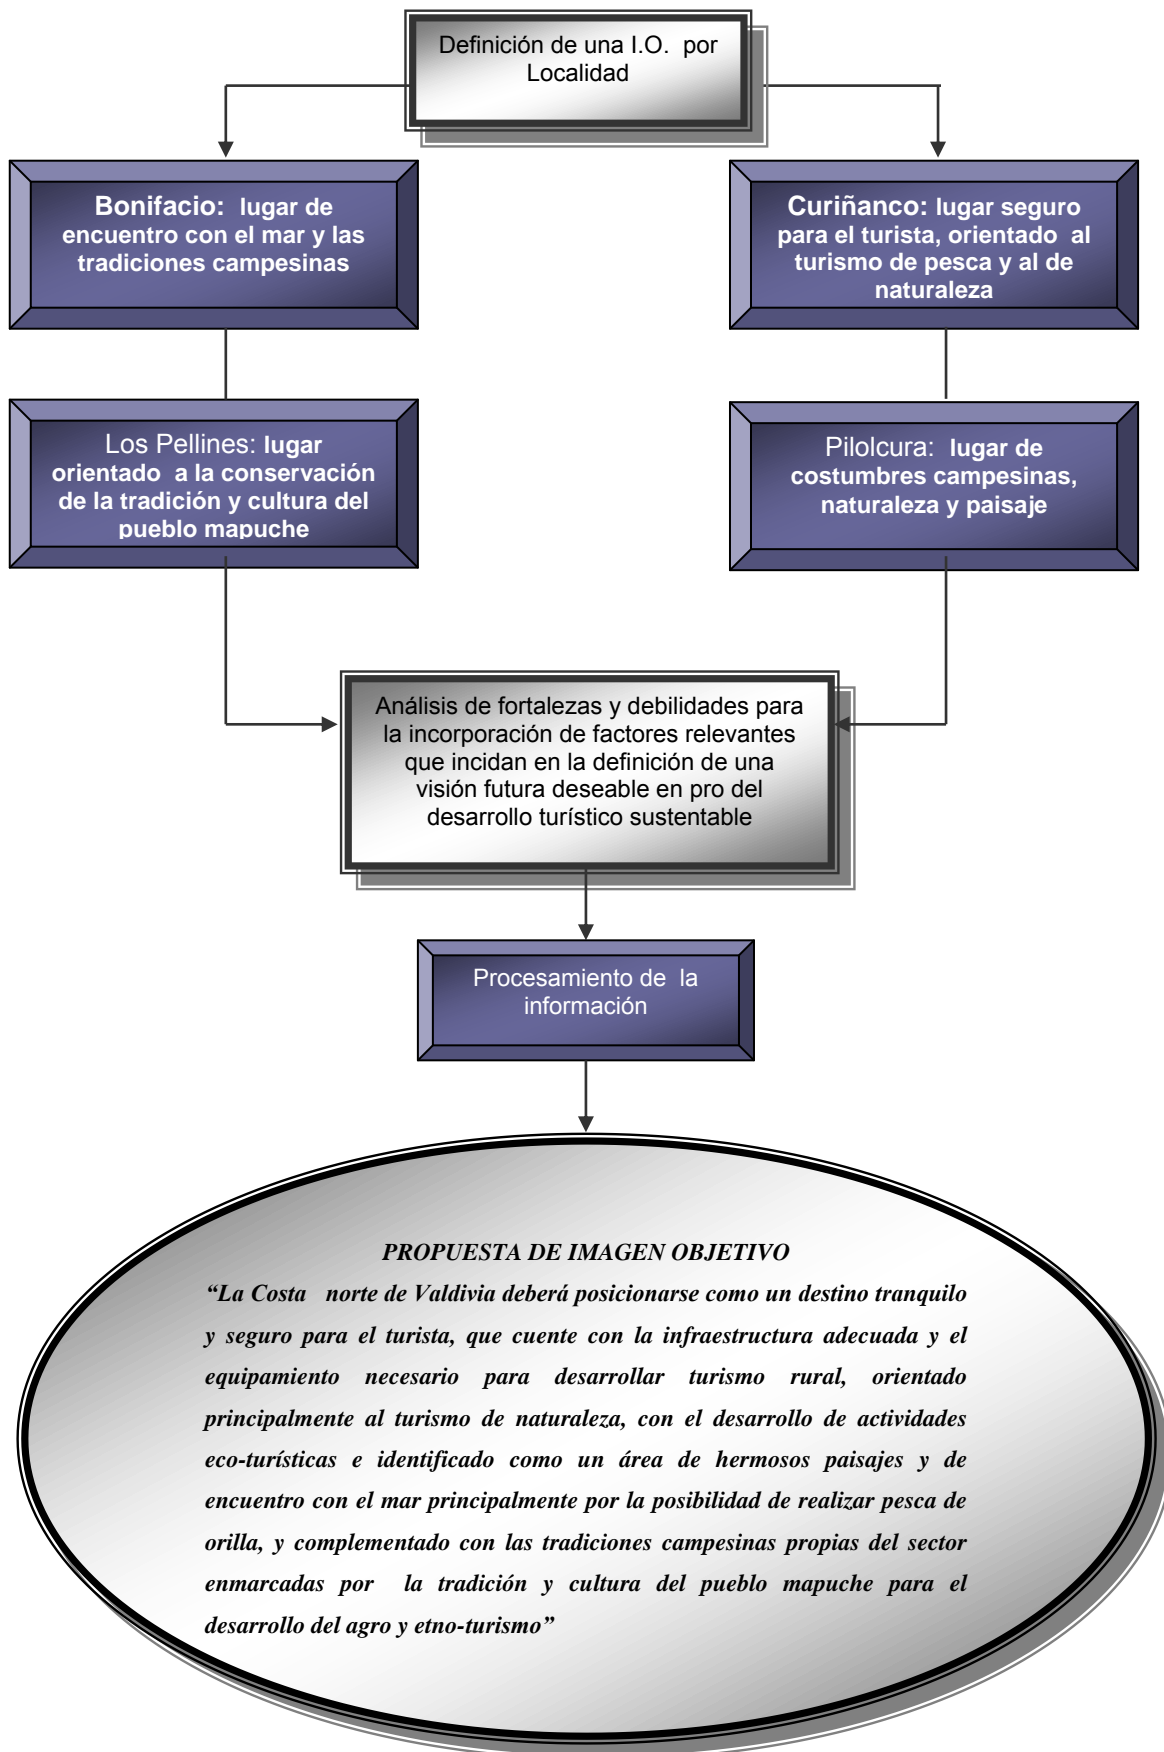 Definición de una I.O.  por
Localidad
Bonifacio:  lugar de
encuentro con el mar y las
tradiciones campesinas
Curiñanco: lugar seguro
para el turista, orientado  al
turismo de pesca y al de
naturaleza
Los Pellines: lugar
orientado  a la conservación
de la tradición y cultura del
pueblo mapuche
Pilolcura:  lugar de
costumbres campesinas,
naturaleza y paisaje
Análisis de fortalezas y debilidades para
la incorporación de factores relevantes
que incidan en la definición de una
visión futura deseable en pro del
desarrollo turístico sustentable
Procesamiento de  la
información
PROPUESTA DE IMAGEN OBJETIVO
“La Costa  norte de Valdivia deberá posicionarse como un destino tranquilo
y seguro para el turista, que cuente con la infraestructura adecuada y el
equipamiento necesario para desarrollar turismo rural, orientado
principalmente al turismo de naturaleza, con el desarrollo de actividades
eco-turísticas e identificado como un área de hermosos paisajes y de
encuentro con el mar principalmente por la posibilidad de realizar pesca de
orilla, y complementado con las tradiciones campesinas propias del sector
enmarcadas por  la tradición y cultura del pueblo mapuche para el
desarrollo del agro y etno-turismo”